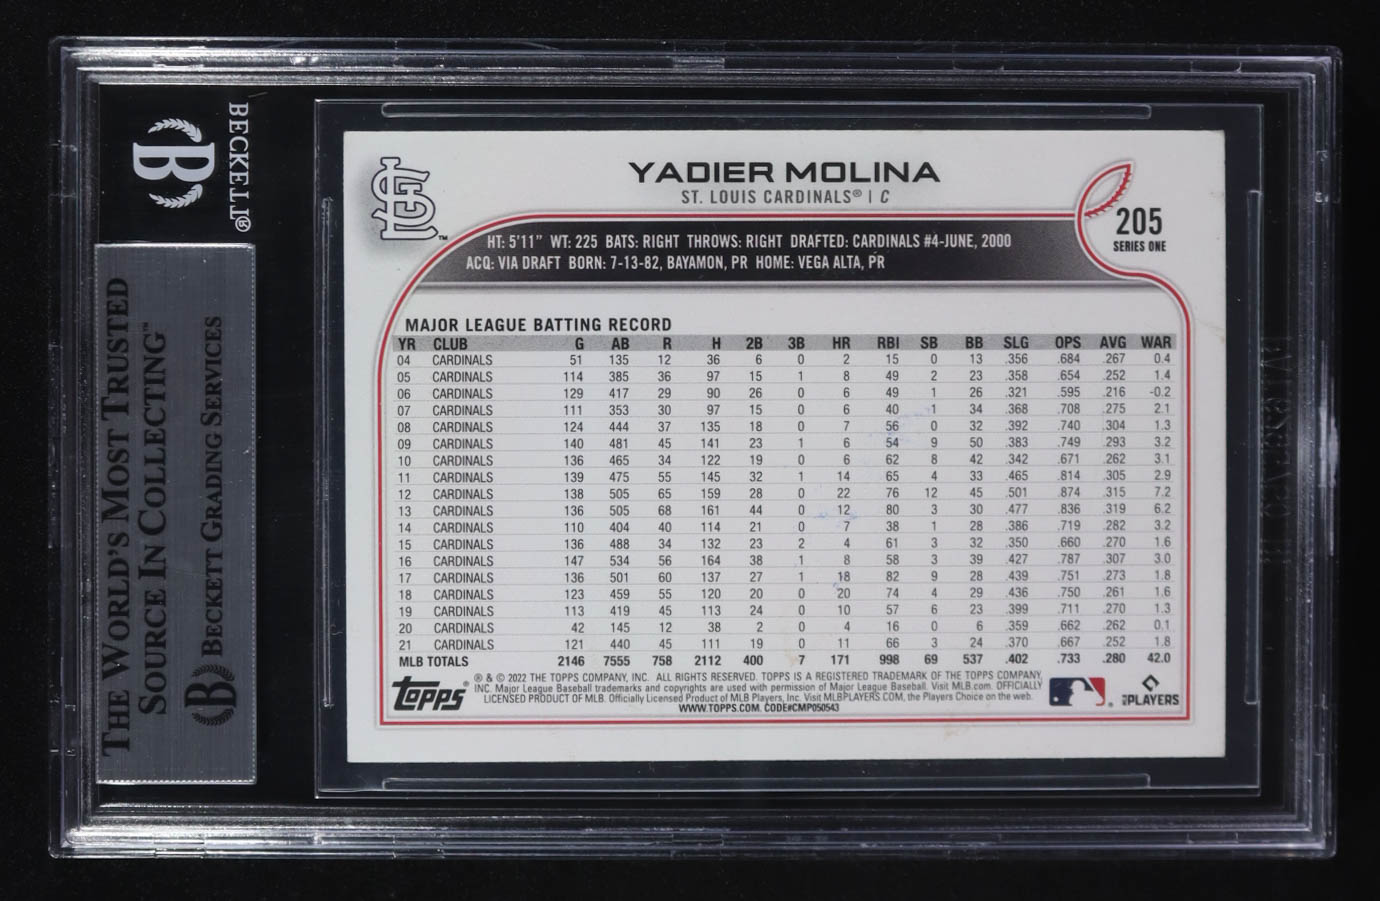 BECKETT®
B
THE WORLD'S MOST TRUSTED
SOURCE IN COLLECTING™
B BECKETT GRADING SERVICES
STL™
YADIER MOLINA
ST. LOUIS CARDINALS® | C
205
SERIES ONE
HT: 5'11" WT: 225 BATS: RIGHT THROWS: RIGHT DRAFTED: CARDINALS #4-JUNE, 2000
ACQ: VIA DRAFT BORN: 7-13-82, BAYAMON, PR HOME: VEGA ALTA, PR
MAJOR LEAGUE BATTING RECORD
YR CLUB G AB R H 2B 3B HR RBI SB BB SLG OPS AVG WAR
04 CARDINALS 51 135 12 36 6 0 2 15 0 13 .356 .684 .267 0.4
05 CARDINALS 114 385 36 97 15 1 8 49 2 23 .358 .654 .252 1.4
06 CARDINALS 129 417 29 90 26 0 6 49 1 26 .321 .595 .216 -0.2
07 CARDINALS 111 353 30 97 15 0 6 40 1 34 .368 .708 .275 2.1
08 CARDINALS 124 444 37 135 18 0 7 56 0 32 .392 .740 .304 1.3
09 CARDINALS 140 481 45 141 23 1 6 54 9 50 .383 .749 .293 3.2
10 CARDINALS 136 465 34 122 19 0 6 62 8 42 .342 .671 .262 3.1
11 CARDINALS 139 475 55 145 32 1 14 65 4 33 .465 .814 .305 2.9
12 CARDINALS 138 505 65 159 28 0 22 76 12 45 .501 .874 .315 7.2
13 CARDINALS 136 505 68 161 44 0 12 80 3 30 .477 .836 .319 6.2
14 CARDINALS 110 404 40 114 21 0 7 38 1 28 .386 .719 .282 3.2
15 CARDINALS 136 488 34 132 23 2 4 61 3 32 .350 .660 .270 1.6
16 CARDINALS 147 534 56 164 38 1 8 58 3 39 .427 .787 .307 3.0
17 CARDINALS 136 501 60 137 27 1 18 82 9 28 .439 .751 .273 1.8
18 CARDINALS 123 459 55 120 20 0 20 74 4 29 .436 .750 .261 1.6
19 CARDINALS 113 419 45 113 24 0 10 57 6 23 .399 .711 .270 1.3
20 CARDINALS 42 145 12 38 2 0 4 16 0 6 .359 .662 .262 0.1
21 CARDINALS 121 440 45 111 19 0 11 66 3 24 .370 .667 .252 1.8
MLB TOTALS 2146 7555 758 2112 400 7 171 998 69 537 .402 .733 .280 42.0
topps®
® & © 2022 THE TOPPS COMPANY, INC. ALL RIGHTS RESERVED. TOPPS IS A REGISTERED TRADEMARK OF THE TOPPS COMPANY,
INC. Major League Baseball trademarks and copyrights are used with permission of Major League Baseball. Visit MLB.com. OFFICIALLY
LICENSED PRODUCT OF MLB. Officially Licensed Product of MLB Players, Inc. Visit MLBPLAYERS.COM, the Players Choice on the web.
WWW.TOPPS.COM. CODE#CMP050543
PLAYERS